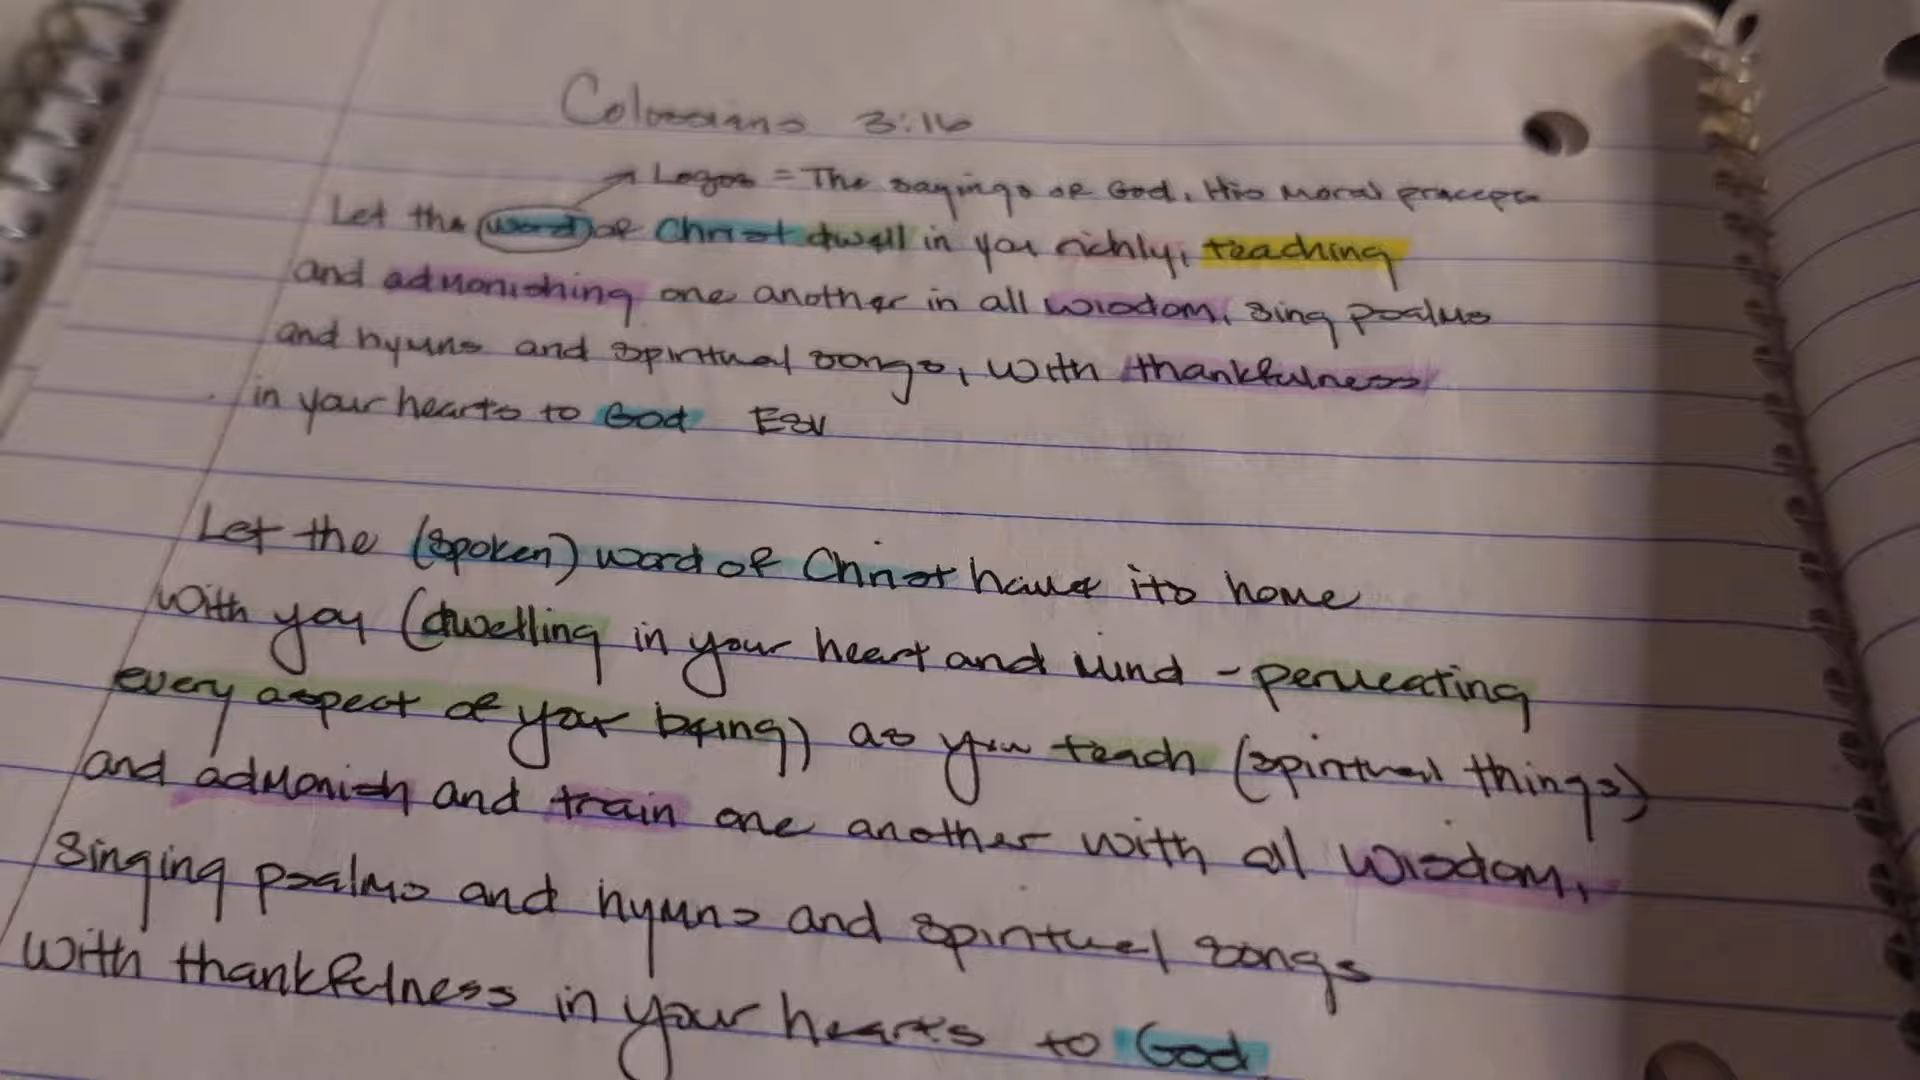 Colossians 3:16
Logos = The sayings of God, His moral precepts
Let the word of Christ dwell in you richly, teaching
and admonishing one another in all wisdom, sing psalms
and hymns and spiritual songs, with thankfulness
in your hearts to God ESV
Let the (spoken) word of Christ have its home
with you (dwelling in your heart and mind - permeating
every aspect of your being) as you teach (spiritual things)
and admonish and train one another with all wisdom,
singing psalms and hymns and spiritual songs
with thankfulness in your hearts to God